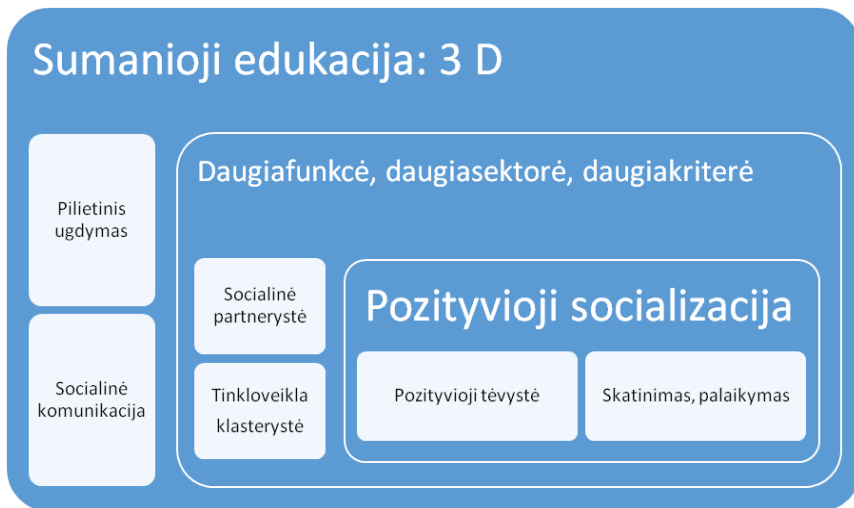 Sumanioji edukacija: 3 D
Pilietinis
ugdymas
Socialinė
komunikacija
Daugiafunkcė, daugiasektorė, daugiakriterė
Socialinė
partnerystė
Tinkloveikla
klasterystė
Pozityvioji socializacija
Pozityvioji tėvystė
Skatinimas, palaikymas